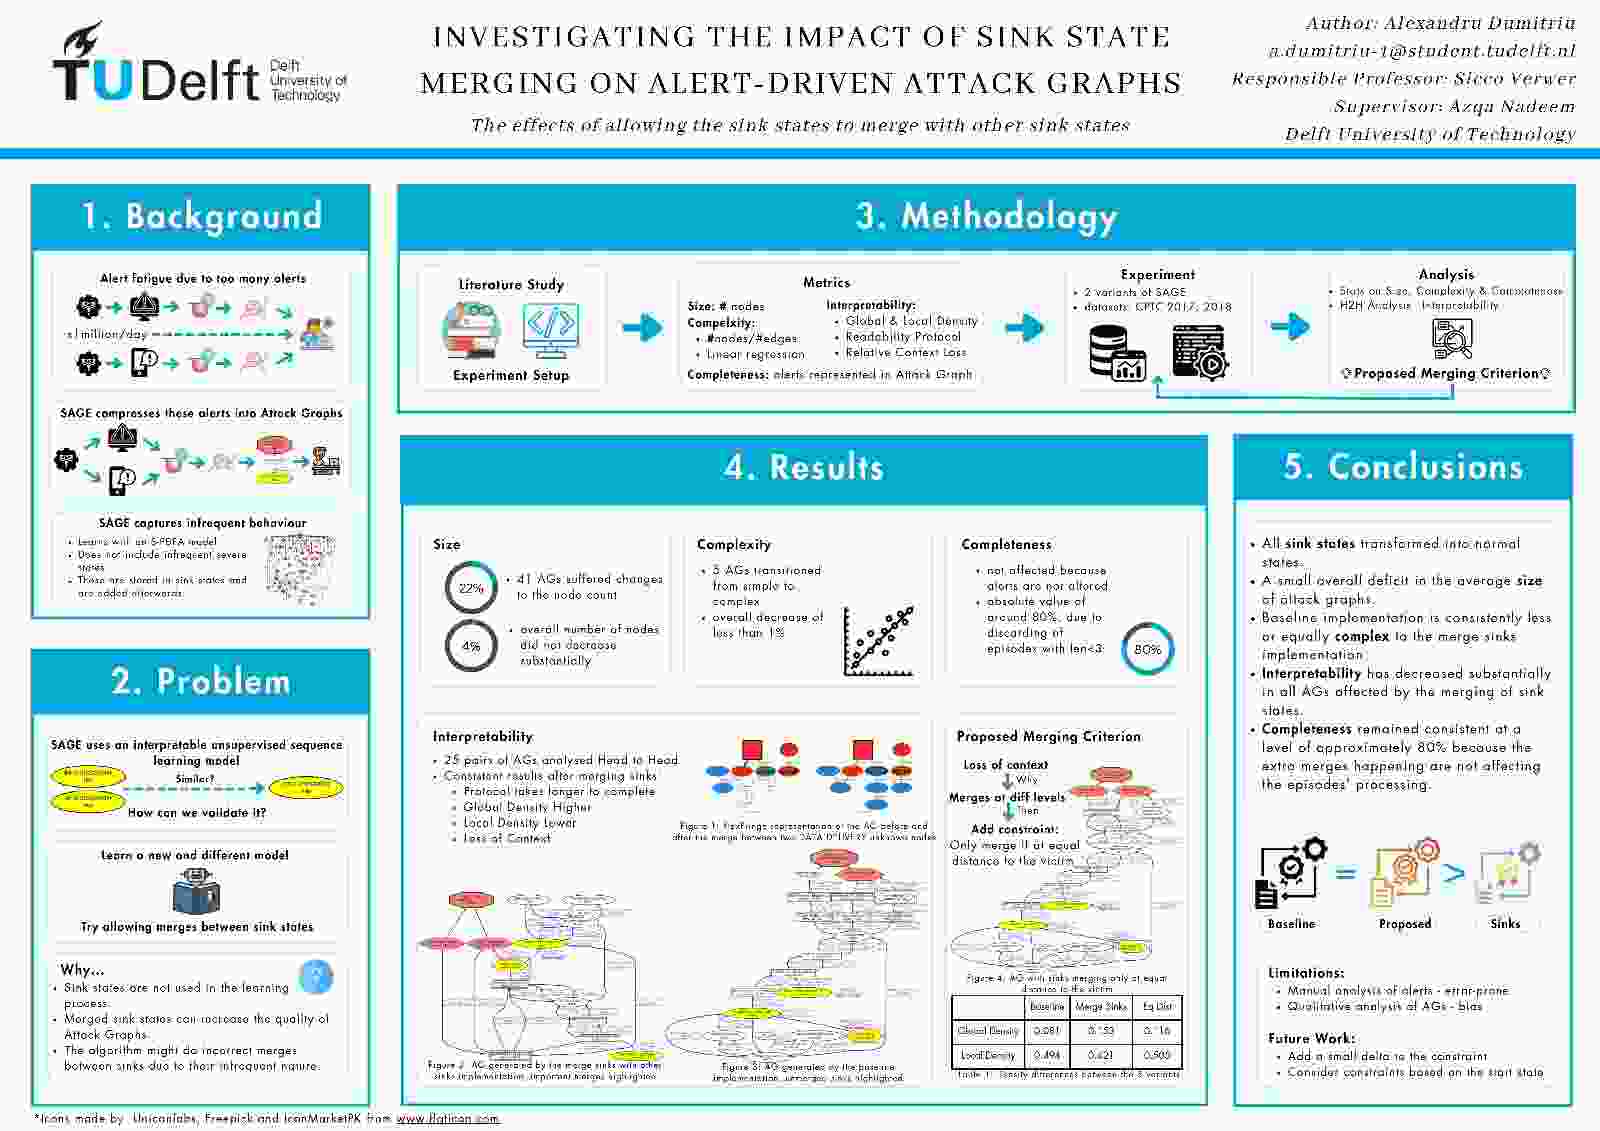 TUDelft
Delft
University of
Technology
INVESTIGATING THE IMPACT OF SINK STATE
MERGING ON ALERT-DRIVEN ATTACK GRAPHS
The effects of allowing the sink states to merge with other sink states
Author: Alexandru Dumitriu
a.dumitriu-1@student.tudelft.nl
Responsible Professor: Sicco Verwer
Supervisor: Azqa Nadeem
Delft University of Technology
1. Background
Alert fatigue due to too many alerts
1million/day
SAGE compresses these alerts into Attack Graphs
SAGE captures infrequent behaviour
• Learns with an S-PDFA model
• Does not include infrequent severe
states
• These are stored in sink states and
are added afterwards.
2. Problem
SAGE uses an interpretable unsupervised sequence
learning model
Similar?
How can we validate it?
Learn a new and different model
Try allowing merges between sink states
Why...
• Sink states are not used in the learning
process.
• Merged sink states can increase the quality of
Attack Graphs.
• The algorithm might do incorrect merges
between sinks due to their infrequent nature.
3. Methodology
Literature Study
Experiment Setup
Metrics
Size: # nodes
Compelxity:
• #nodes/#edges
• Linear regression
Interpretability:
• Global & Local Density
• Readability Protocol
• Relative Context Loss
Completeness: alerts represented in Attack Graph
Experiment
• 2 variants of SAGE
• datasets: CPTC 2017, 2018
Analysis
• Stats on Size, Complexity & Completeness
• H2H Analysis Interpretability
Proposed Merging Criterion
4. Results
Size
22%
• 41 AGs suffered changes
to the node count
4%
• overall number of nodes
did not decrease
substantially
Complexity
• 3 AGs transitioned
from simple to
complex
• overall decrease of
less than 1%
Completeness
• not affected because
alerts are not altered
• absolute value of
around 80%, due to
discarding of
episodes with len<3
80%
Interpretability
• 25 pairs of AGs analysed Head to Head
• Consistent results after merging sinks
• Protocol takes longer to complete
• Global Density Higher
• Local Density Lower
• Loss of Context
Figure 1: FlexFringe representation of the AG before and
after the merge between two DATA DELIVERY unknown nodes
Figure 2: AG generated by the merge sinks with other
sinks implementation, important merges highlighted
Figure 3: AG generated by the baseline
implementation, unmerged sinks highlighted
Proposed Merging Criterion
Loss of context
Why
Merges at diff levels
Then
Add constraint:
Only merge if at equal
distance to the victim
Figure 4: AG with sinks merging only at equal
distance to the victim
Baseline Merge Sinks Eq Dist
Global Density 0.081 0.153 0.116
Local Density 0.494 0.421 0.505
Table 1: Density differences between the 3 variants
5. Conclusions
• All sink states transformed into normal
states.
• A small overall deficit in the average size
of attack graphs.
• Baseline implementation is consistently less
or equally complex to the merge sinks
implementation.
• Interpretability has decreased substantially
in all AGs affected by the merging of sink
states.
• Completeness remained consistent at a
level of approximately 80% because the
extra merges happening are not affecting
the episodes' processing.
= >
Baseline Proposed Sinks
Limitations:
• Manual analysis of alerts - error-prone
• Qualitative analysis of AGs - bias
Future Work:
• Add a small delta to the constraint
• Consider constraints based on the start state
*Icons made by Uniconlabs, Freepick and IconMarketPK from www.flaticon.com